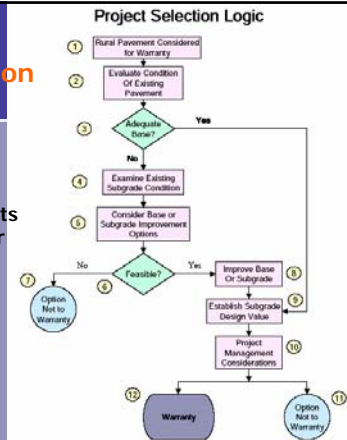 Project Selection Logic
on
ts
r
1
Rural Pavement Considered
for Warranty
2
Evaluate Condition
Of Existing
Pavement
3
Adequate
Base?
Yes
No
4
Examine Existing
Subgrade Condition
5
Consider Base or
Subgrade Improvement
Options
No
Feasible?
Yes
6
7
Option
Not to
Warranty
Improve Base
Or Subgrade
8
9
Establish Subgrade
Design Value
Project
Management
Considerations
10
12
Warranty
Option
Not to
Warranty
11